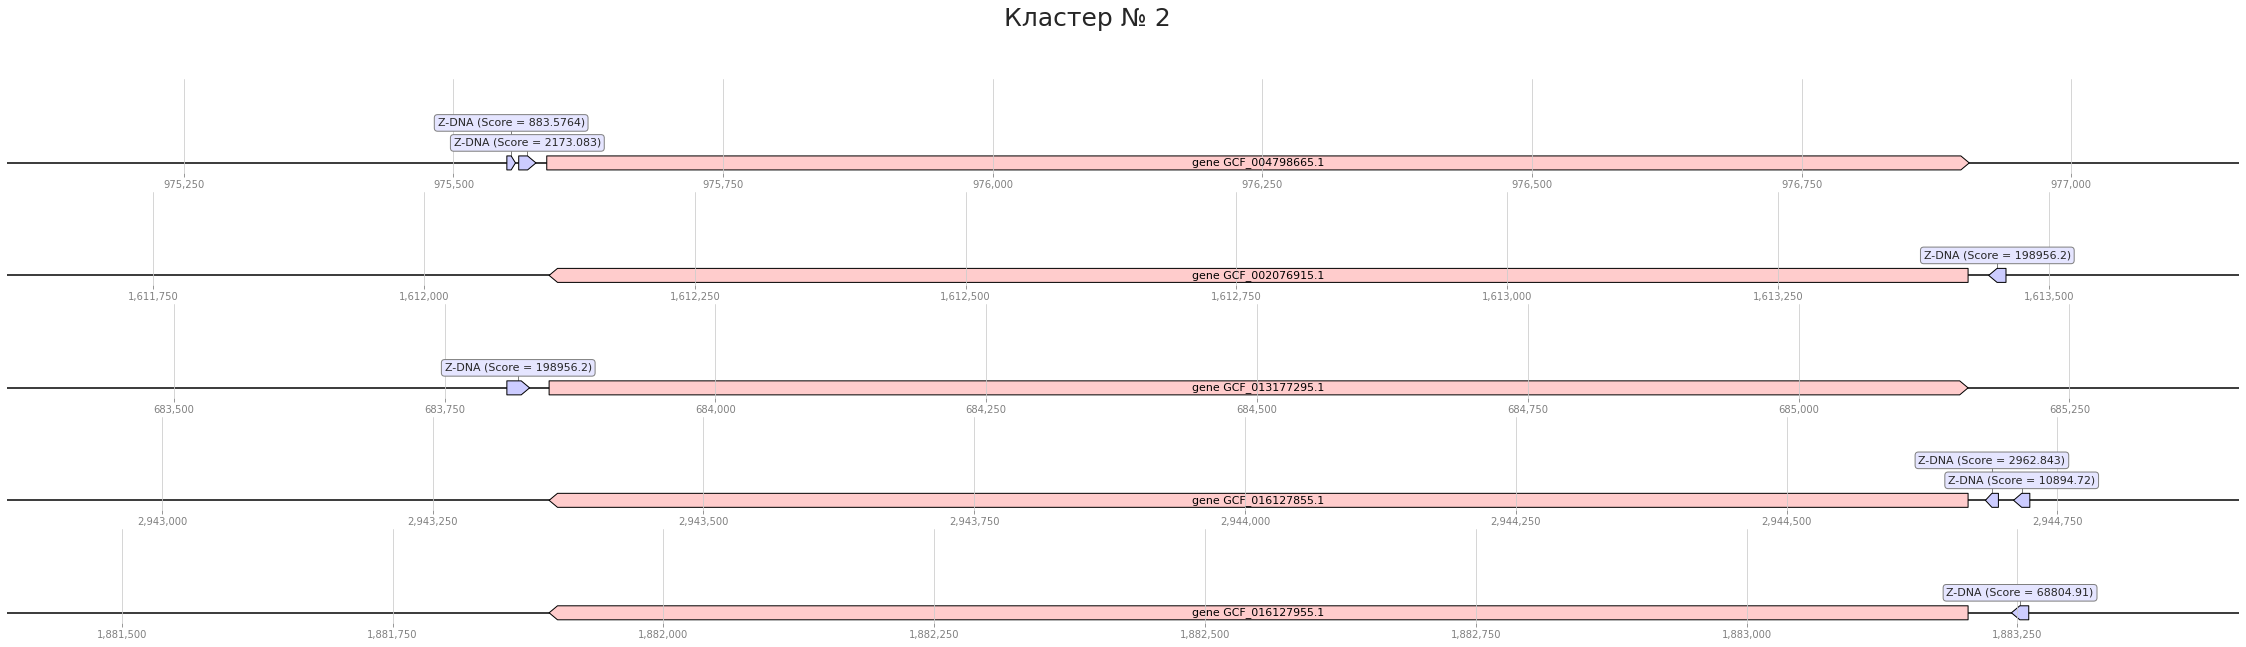 Кластер № 2
Z-DNA (Score = 883.5764)
Z-DNA (Score = 2173.083)
gene GCF_004798665.1
975,250 975,500 975,750 976,000 976,250 976,500 976,750 977,000
Z-DNA (Score = 198956.2)
gene GCF_002076915.1
1,611,750 1,612,000 1,612,250 1,612,500 1,612,750 1,613,000 1,613,250 1,613,500
Z-DNA (Score = 198956.2)
gene GCF_013177295.1
683,500 683,750 684,000 684,250 684,500 684,750 685,000 685,250
Z-DNA (Score = 2962.843)
Z-DNA (Score = 10894.72)
gene GCF_016127855.1
2,943,000 2,943,250 2,943,500 2,943,750 2,944,000 2,944,250 2,944,500 2,944,750
Z-DNA (Score = 68804.91)
gene GCF_016127955.1
1,881,500 1,881,750 1,882,000 1,882,250 1,882,500 1,882,750 1,883,000 1,883,250